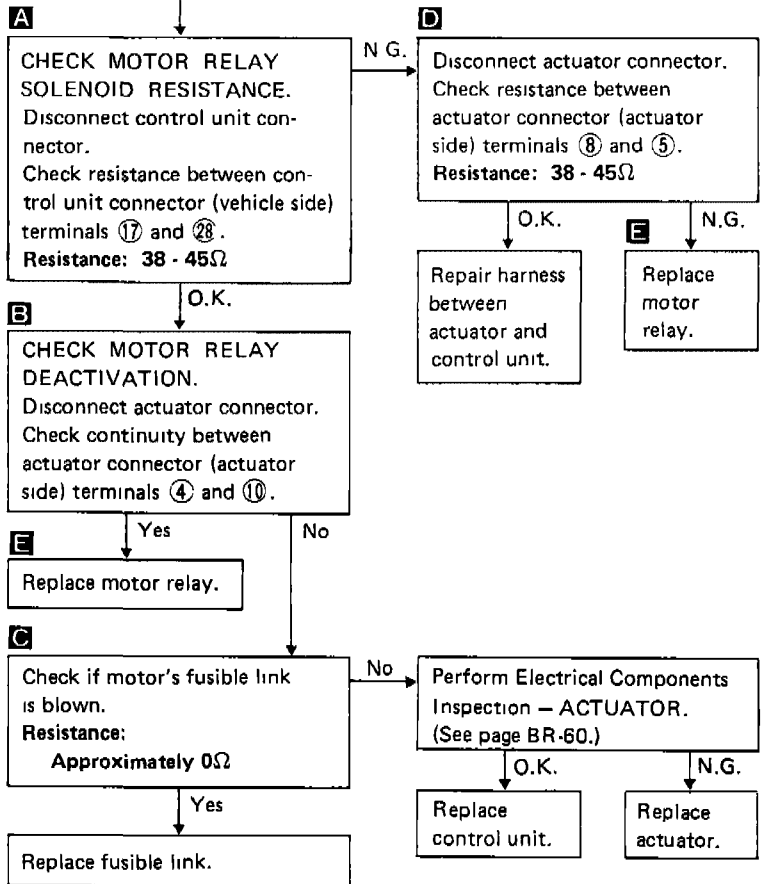 A
CHECK MOTOR RELAY
SOLENOID RESISTANCE.
Disconnect control unit con-
nector.
Check resistance between con-
trol unit connector (vehicle side)
terminals ⑰ and ㉘.
Resistance: 38 - 45Ω
N G.
D
Disconnect actuator connector.
Check resistance between
actuator connector (actuator
side) terminals ⑧ and ⑤.
Resistance: 38 - 45Ω
O.K.
N.G.
Repair harness
between
actuator and
control unit.
E
Replace
motor
relay.
O.K.
B
CHECK MOTOR RELAY
DEACTIVATION.
Disconnect actuator connector.
Check continuity between
actuator connector (actuator
side) terminals ④ and ⑩.
Yes
No
E
Replace motor relay.
C
Check if motor's fusible link
is blown.
Resistance:
Approximately 0Ω
No
Perform Electrical Components
Inspection — ACTUATOR.
(See page BR-60.)
O.K.
N.G.
Replace
control unit.
Replace
actuator.
Yes
Replace fusible link.